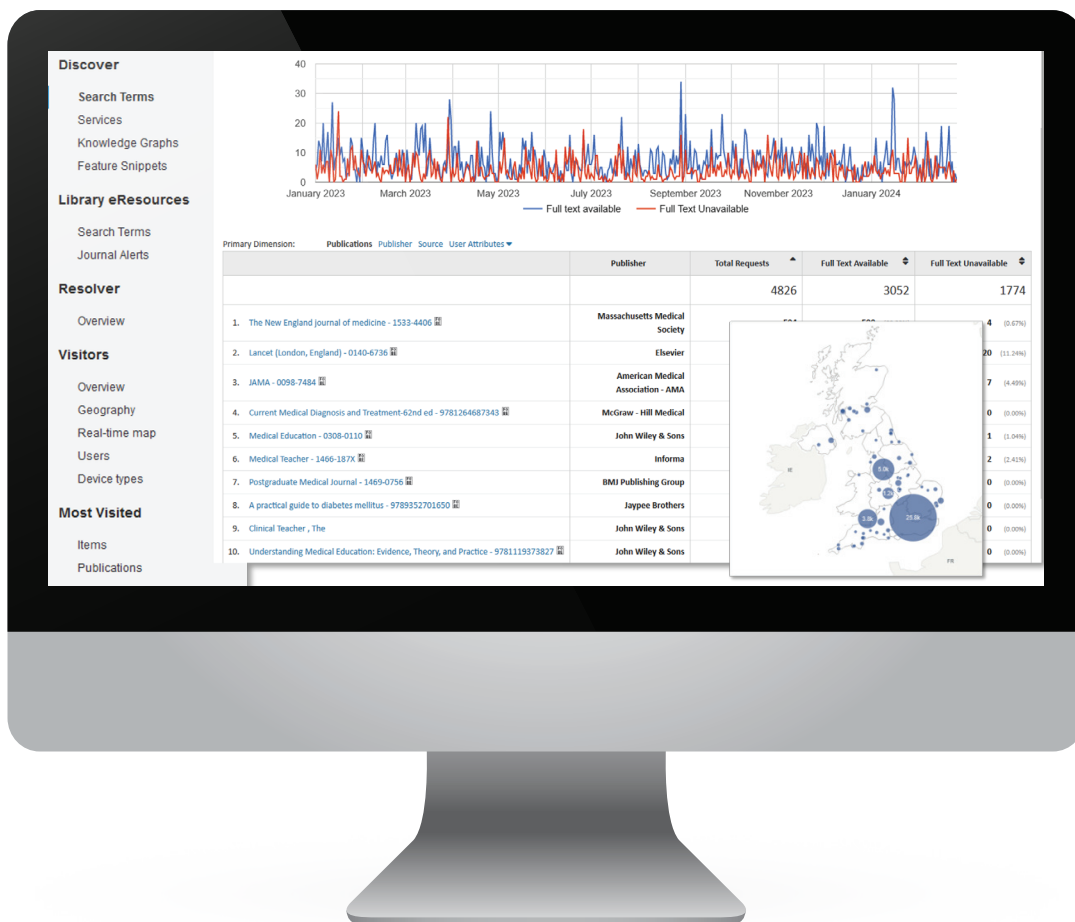 Discover
Search Terms
Services
Knowledge Graphs
Feature Snippets
Library eResources
Search Terms
Journal Alerts
Resolver
Overview
Visitors
Overview
Geography
Real-time map
Users
Device types
Most Visited
Items
Publications
40
30
20
10
0
January 2023 March 2023 May 2023 July 2023 September 2023 November 2023 January 2024
Full text available Full Text Unavailable
Primary Dimension: Publications Publisher Source User Attributes
Publisher Total Requests Full Text Available Full Text Unavailable
4826 3052 1774
1. The New England journal of medicine - 1533-4406 Massachusetts Medical Society 4 (0.67%)
2. Lancet (London, England) - 0140-6736 Elsevier 20 (11.24%)
3. JAMA - 0098-7484 American Medical Association - AMA 7 (4.49%)
4. Current Medical Diagnosis and Treatment-62nd ed - 9781264687343 McGraw - Hill Medical 0 (0.00%)
5. Medical Education - 0308-0110 John Wiley & Sons 1 (1.04%)
6. Medical Teacher - 1466-187X Informa 2 (2.41%)
7. Postgraduate Medical Journal - 1469-0756 BMJ Publishing Group 0 (0.00%)
8. A practical guide to diabetes mellitus - 9789352701650 Jaypee Brothers 0 (0.00%)
9. Clinical Teacher , The John Wiley & Sons 0 (0.00%)
10. Understanding Medical Education: Evidence, Theory, and Practice - 9781119373827 John Wiley & Sons 0 (0.00%)
IE
5.0k
3.8k
25.8k
FR